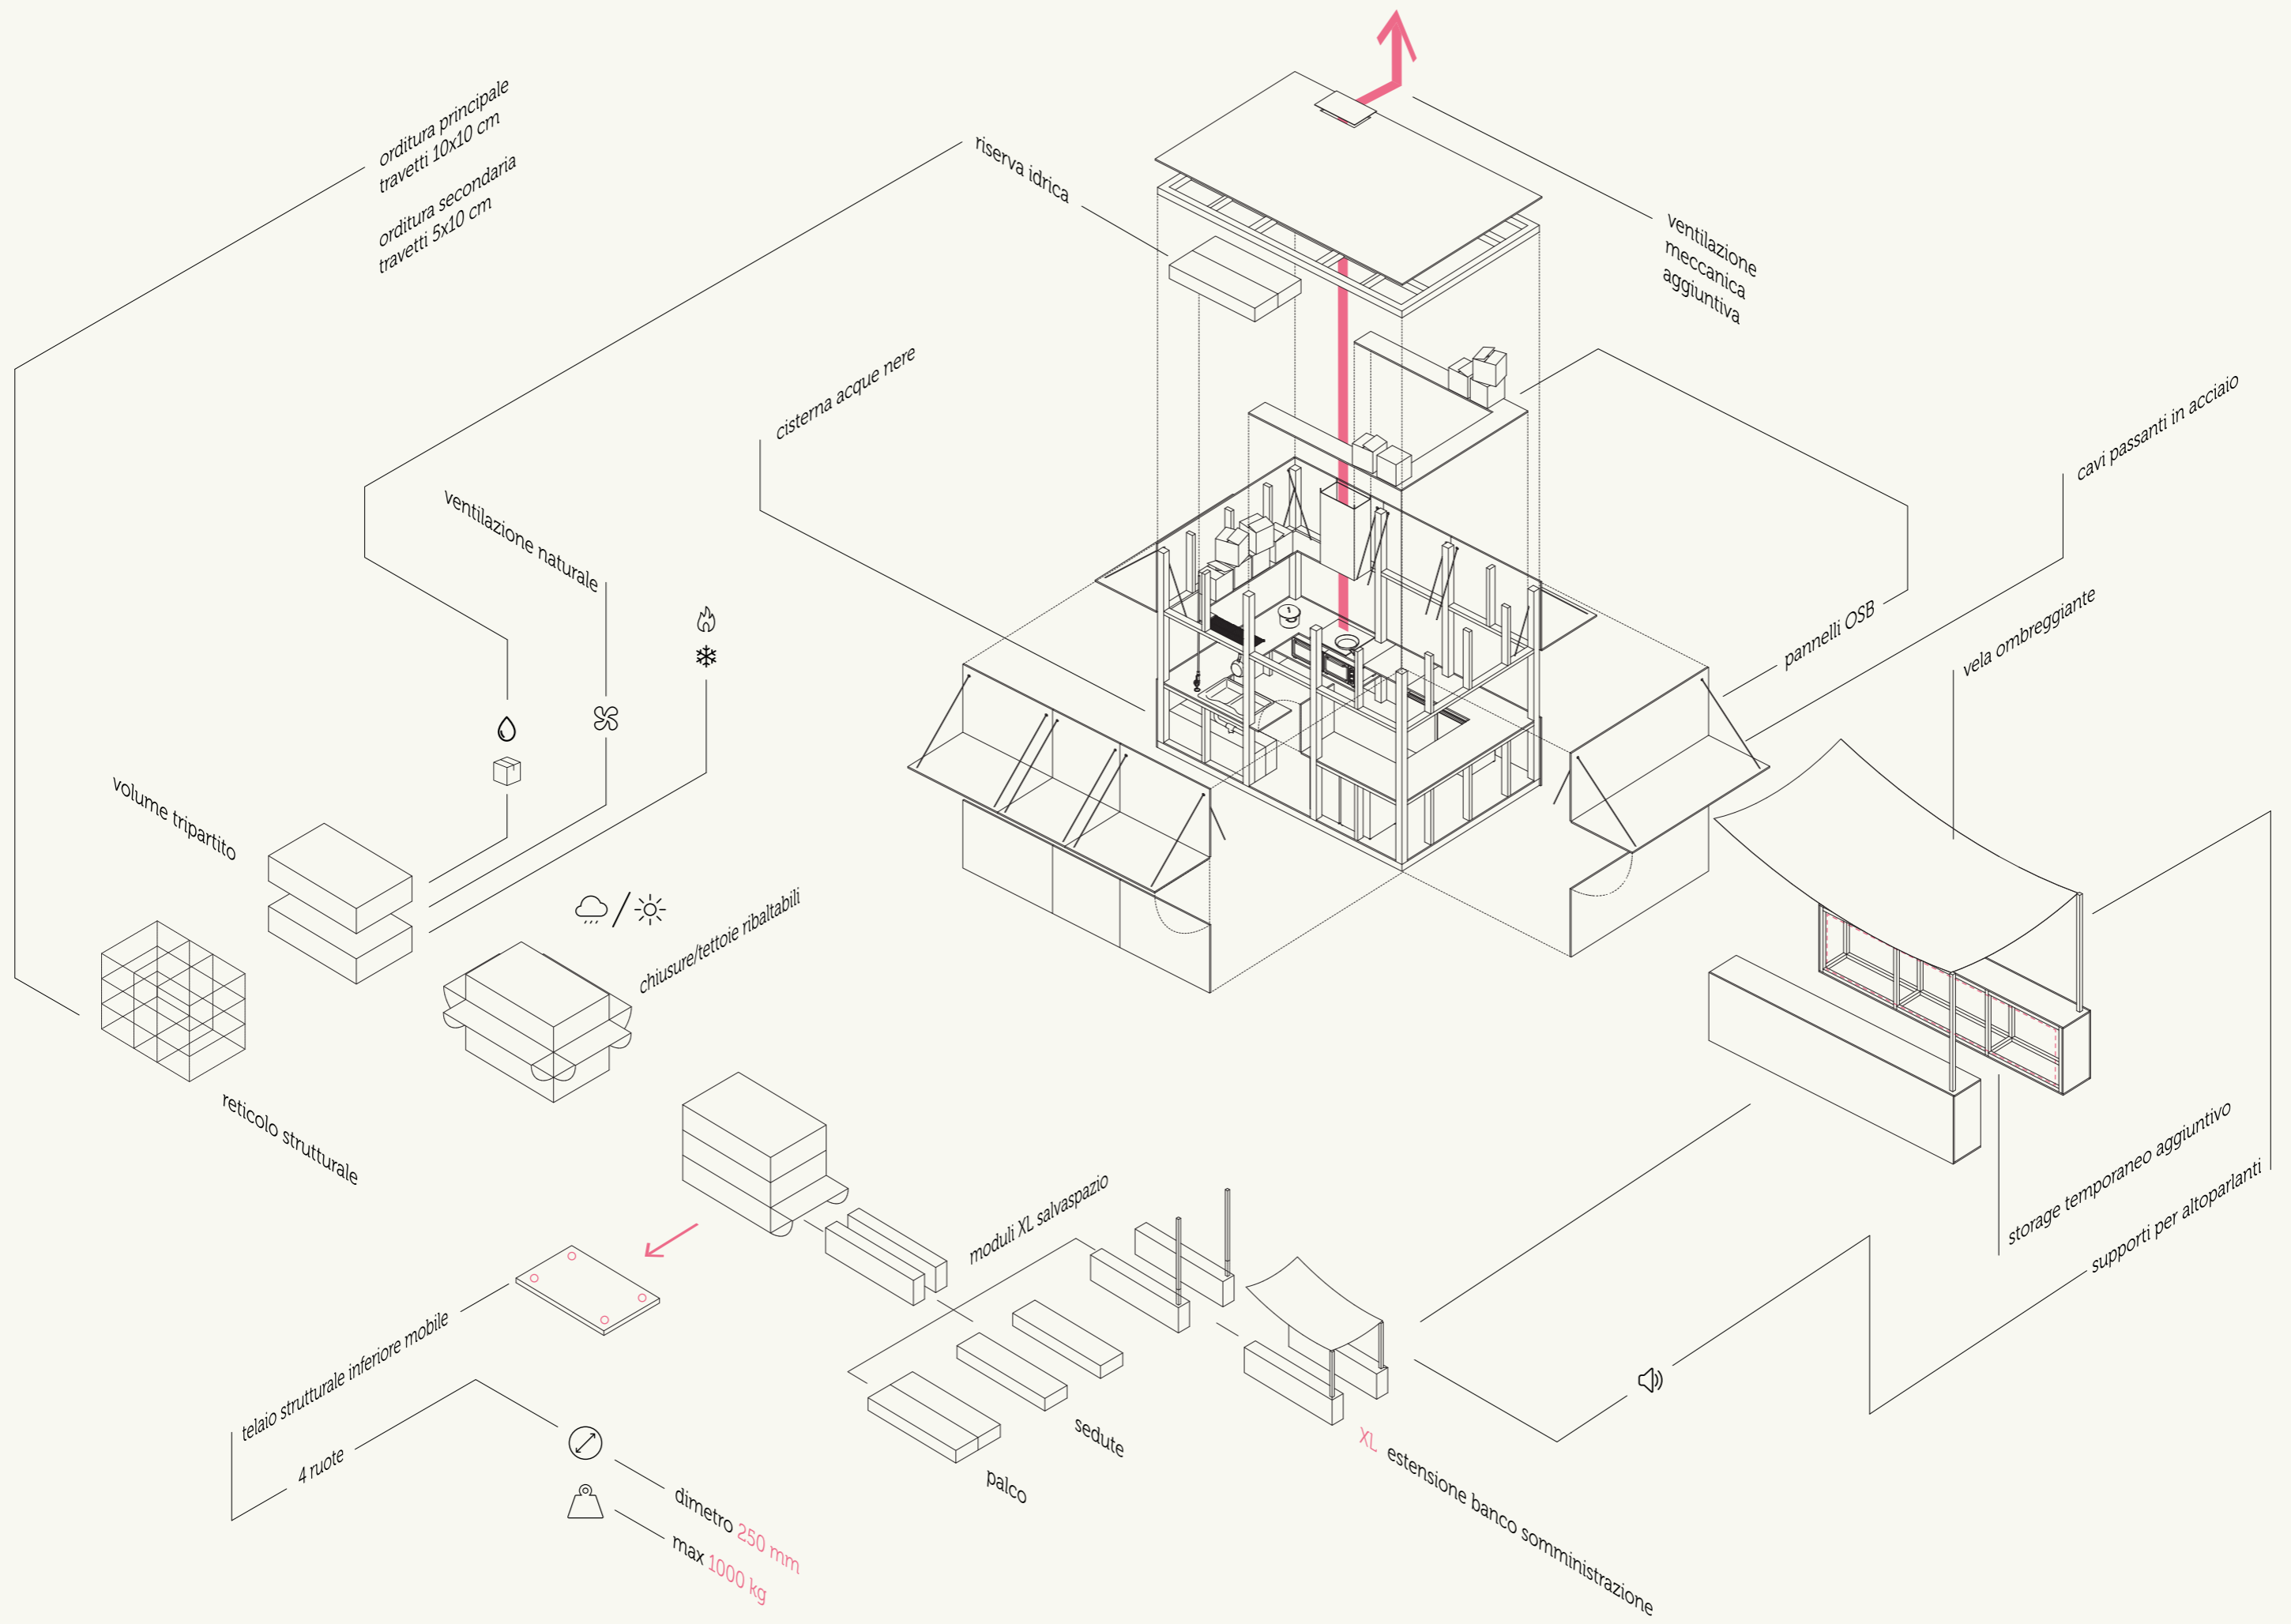 orditura principale
travetti 10x10 cm
orditura secondaria
travetti 5x10 cm
riserva idrica
ventilazione
meccanica
aggiuntiva
cisterna acque nere
cavi passanti in acciaio
ventilazione naturale
pannelli OSB
vela ombreggiante
volume tripartito
chiusure/tettoie ribaltabili
reticolo strutturale
moduli XL salvaspazio
storage temporaneo aggiuntivo
supporti per altoparlanti
telaio strutturale inferiore mobile
4 ruote
sedute
palco
XL estensione banco somministrazione
dimetro 250 mm
max 1000 kg